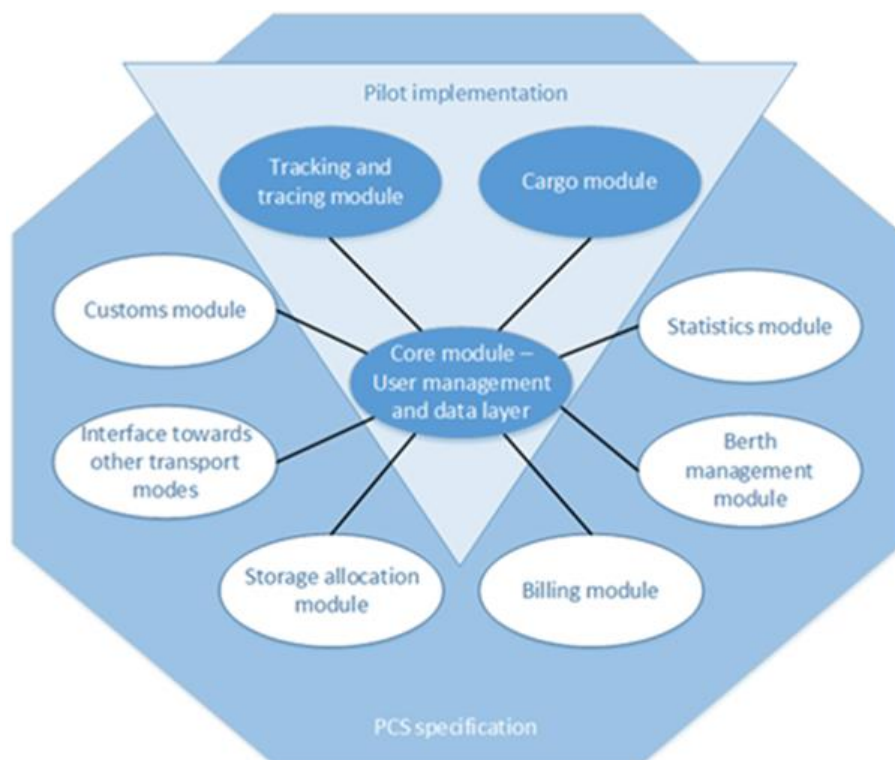 Pilot implementation
Tracking and
tracing module
Cargo module
Customs module
Statistics module
Core module –
User management
and data layer
Interface towards
other transport
modes
Berth
management
module
Storage allocation
module
Billing module
PCS specification